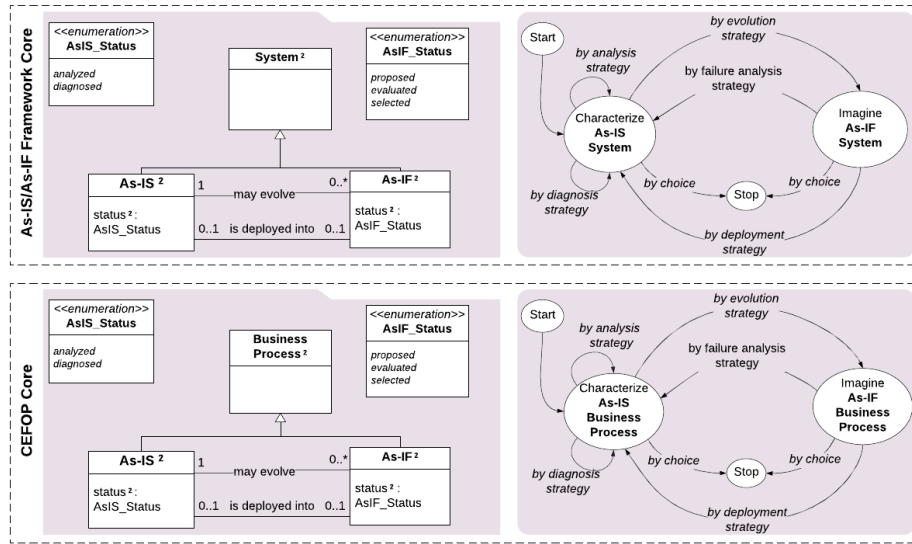 As-IS/As-IF Framework Core
<<enumeration>>
AsIS_Status
analyzed
diagnosed
System ²
<<enumeration>>
AsIF_Status
proposed
evaluated
selected
As-IS ²
status ² :
AsIS_Status
1
may evolve
0..*
0..1
is deployed into
0..1
As-IF ²
status ² :
AsIF_Status
Start
by evolution
strategy
by analysis
strategy
by failure analysis
strategy
Characterize
As-IS
System
Imagine
As-IF
System
by choice
Stop
by choice
by diagnosis
strategy
by deployment
strategy
CEFOP Core
<<enumeration>>
AsIS_Status
analyzed
diagnosed
Business
Process ²
<<enumeration>>
AsIF_Status
proposed
evaluated
selected
As-IS ²
status ² :
AsIS_Status
1
may evolve
0..*
0..1
is deployed into
0..1
As-IF ²
status ² :
AsIF_Status
Start
by evolution
strategy
by analysis
strategy
by failure analysis
strategy
Characterize
As-IS
Business
Process
Imagine
As-IF
Business
Process
by choice
Stop
by choice
by diagnosis
strategy
by deployment
strategy